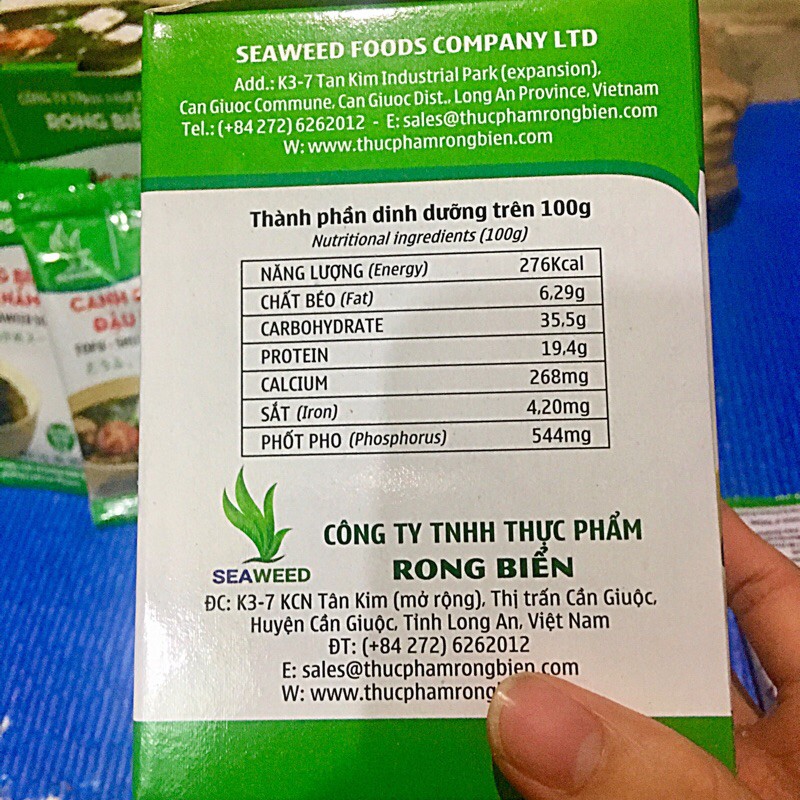 SEAWEED FOODS COMPANY LTD
Add.: K3-7 Tan Kim Industrial Park (expansion),
Can Giuoc Commune, Can Giuoc Dist., Long An Province, Vietnam
Tel.: (+84 272) 6262012 - E: sales@thucphamrongbien.com
W: www.thucphamrongbien.com
Thành phần dinh dưỡng trên 100g
Nutritional ingredients (100g)
NĂNG LƯỢNG (Energy) 276Kcal
CHẤT BÉO (Fat) 6,29g
CARBOHYDRATE 35,5g
PROTEIN 19,4g
CALCIUM 268mg
SẮT (Iron) 4,20mg
PHỐT PHO (Phosphorus) 544mg
SEAWEED
CÔNG TY TNHH THỰC PHẨM
RONG BIỂN
ĐC: K3-7 KCN Tân Kim (mở rộng), Thị trấn Cần Giuộc,
Huyện Cần Giuộc, Tỉnh Long An, Việt Nam
ĐT: (+84 272) 6262012
E: sales@thucphamrongbien.com
W: www.thucphamrong
RONG BI
CANH
ĐẬU